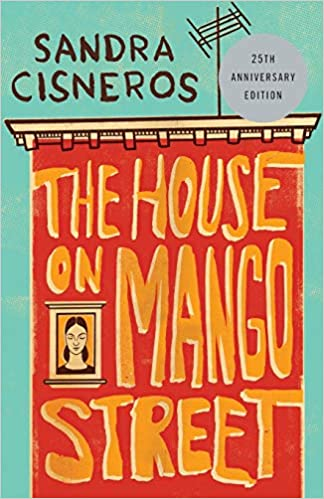 SANDRA
CISNEROS
25TH
ANNIVERSARY
EDITION
THE HOUSE
ON MANGO
STREET